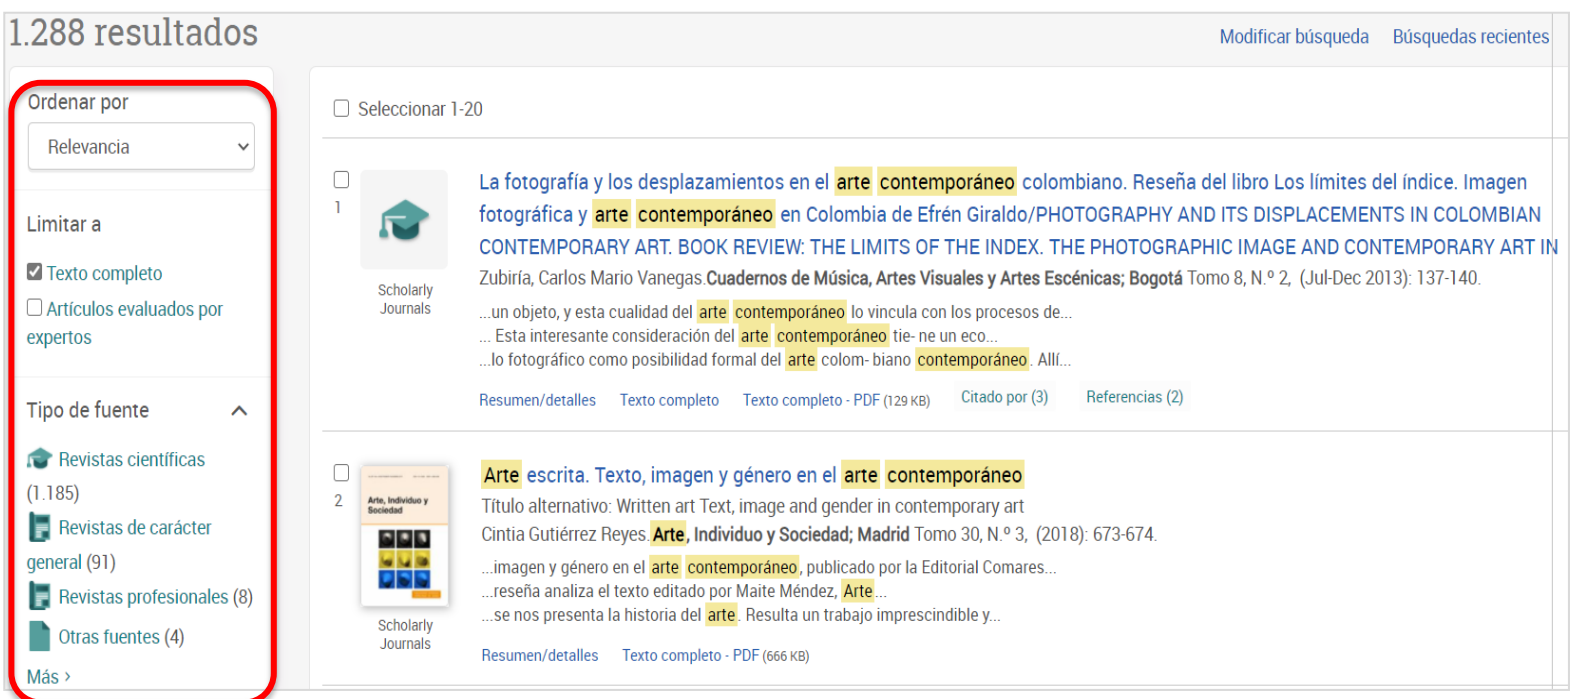 1.288 resultados
Modificar búsqueda Búsquedas recientes
Ordenar por
Relevancia
Limitar a
Texto completo
Artículos evaluados por
expertos
Tipo de fuente
Revistas científicas
(1.185)
Revistas de carácter
general (91)
Revistas profesionales (8)
Otras fuentes (4)
Más >
Seleccionar 1-20
1
Scholarly
Journals
La fotografía y los desplazamientos en el arte contemporáneo colombiano. Reseña del libro Los límites del índice. Imagen
fotográfica y arte contemporáneo en Colombia de Efrén Giraldo/PHOTOGRAPHY AND ITS DISPLACEMENTS IN COLOMBIAN
CONTEMPORARY ART. BOOK REVIEW: THE LIMITS OF THE INDEX. THE PHOTOGRAPHIC IMAGE AND CONTEMPORARY ART IN
Zubiría, Carlos Mario Vanegas.Cuadernos de Música, Artes Visuales y Artes Escénicas; Bogotá Tomo 8, N.º 2, (Jul-Dec 2013): 137-140.
...un objeto, y esta cualidad del arte contemporáneo lo vincula con los procesos de...
... Esta interesante consideración del arte contemporáneo tie- ne un eco...
...lo fotográfico como posibilidad formal del arte colom- biano contemporáneo. Allí...
Resumen/detalles Texto completo Texto completo - PDF (129 KB) Citado por (3) Referencias (2)
2
Arte, Individuo y
Sociedad
Scholarly
Journals
Arte escrita. Texto, imagen y género en el arte contemporáneo
Título alternativo: Written art Text, image and gender in contemporary art
Cintia Gutiérrez Reyes.Arte, Individuo y Sociedad; Madrid Tomo 30, N.º 3, (2018): 673-674.
...imagen y género en el arte contemporáneo, publicado por la Editorial Comares...
...reseña analiza el texto editado por Maite Méndez, Arte...
...se nos presenta la historia del arte. Resulta un trabajo imprescindible y...
Resumen/detalles Texto completo - PDF (666 KB)